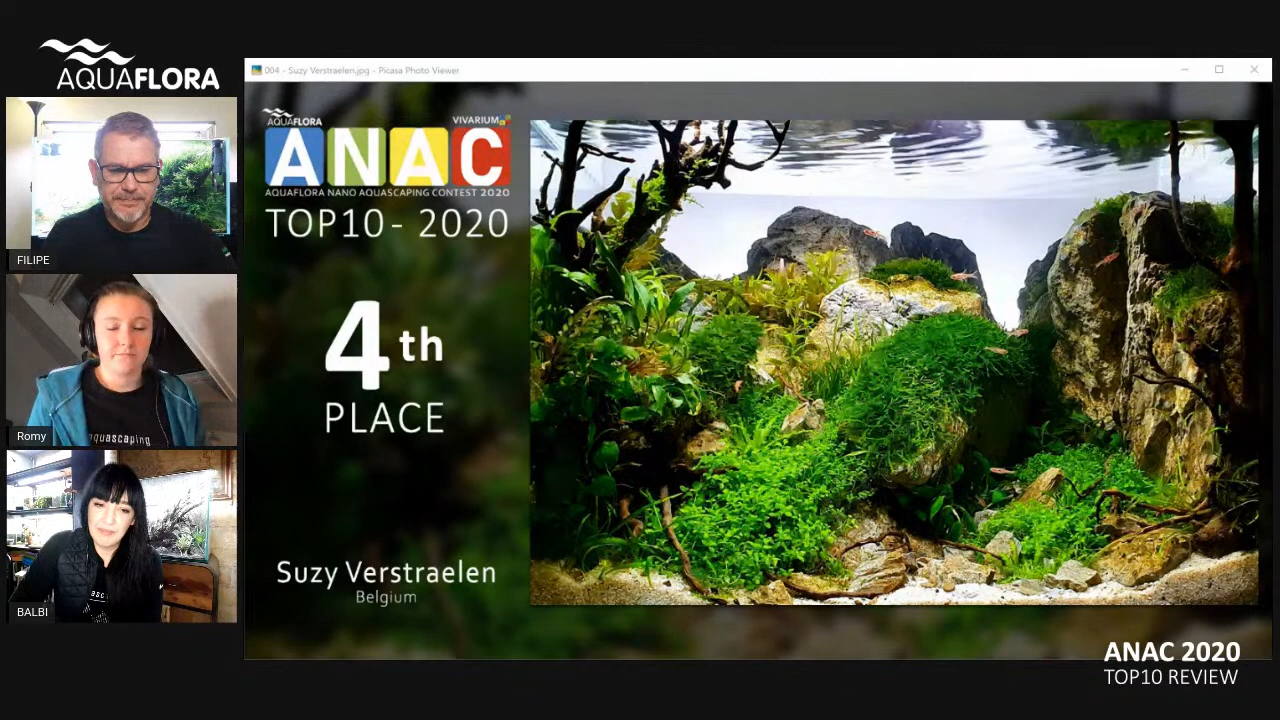 AQUAFLORA
FILIPE
Romy
aquascaping
BALBI
004 - Suzy Verstraelen.jpg - Picasa Photo Viewer
AQUAFLORA VIVARIUM
ANAC
AQUAFLORA NANO AQUASCAPING CONTEST 2020
TOP10 - 2020
4th
PLACE
Suzy Verstraelen
Belgium
ANAC 2020
TOP10 REVIEW